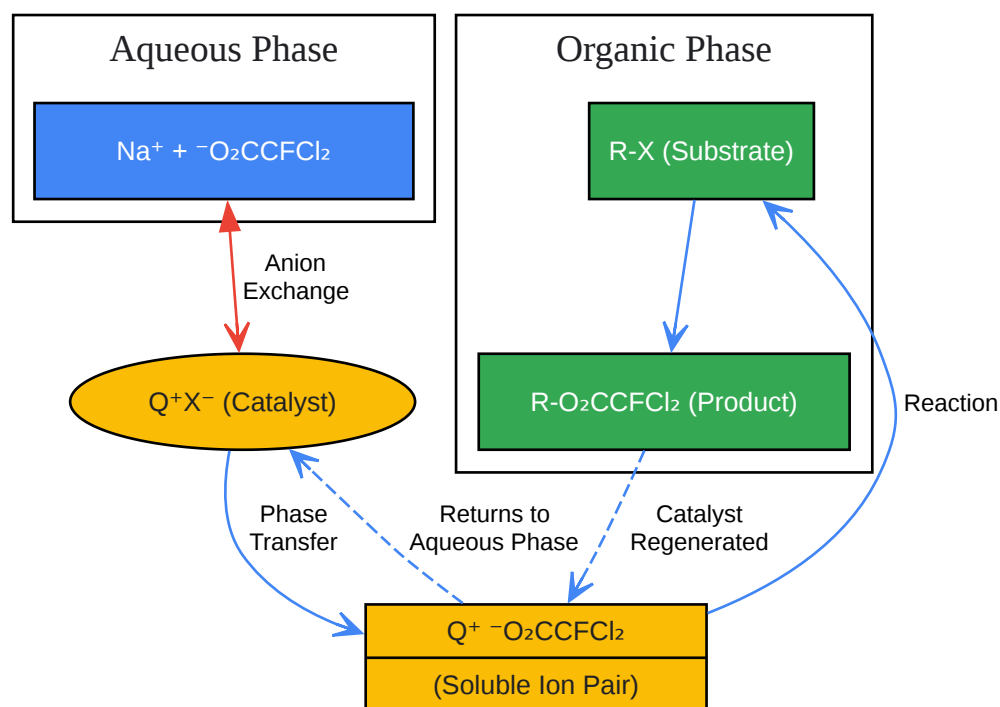 Aqueous Phase
Organic Phase
Na⁺ + ⁻O₂CCFCl₂
R-X (Substrate)
Anion
Exchange
Q⁺X⁻ (Catalyst)
R-O₂CCFCl₂ (Product)
Reaction
Phase
Transfer
Returns to
Aqueous Phase
Catalyst
Regenerated
Q⁺ ⁻O₂CCFCl₂
(Soluble Ion Pair)